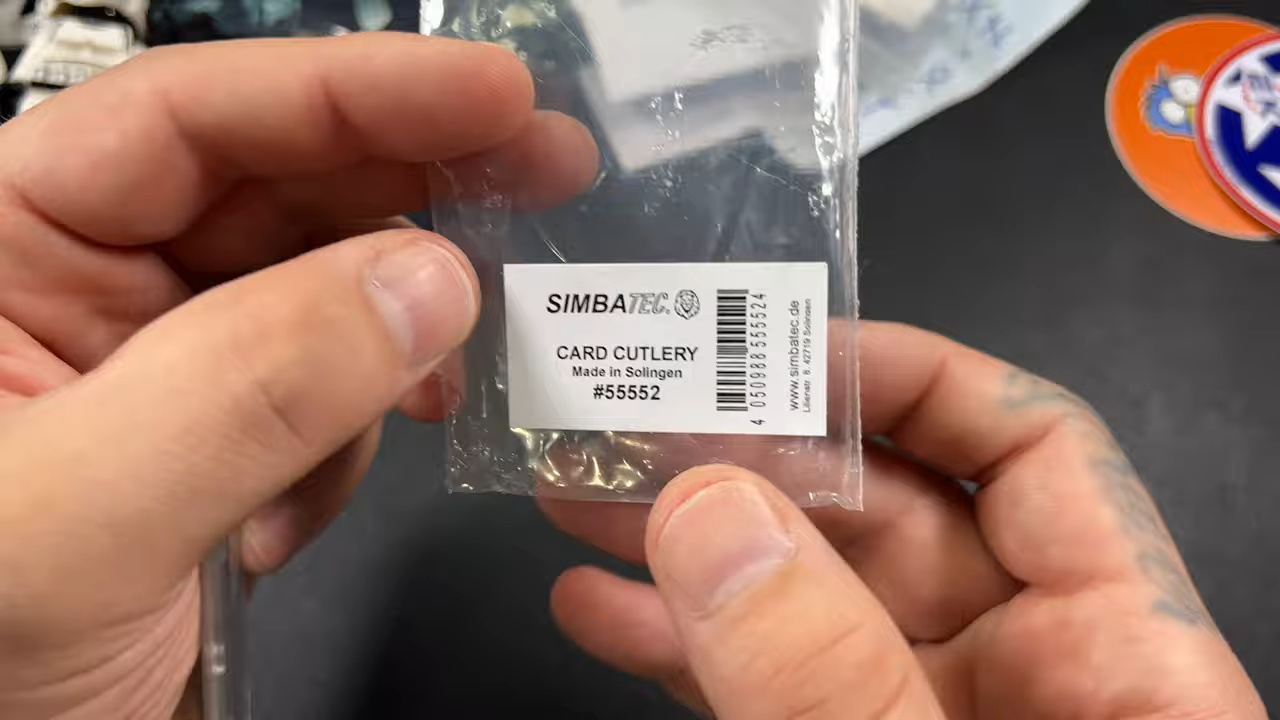 SIMBATEC.
CARD CUTLERY
Made in Solingen
#55552
4 050988 555524
www.simbatec.de
Lilienstr. 8. 42719 Solingen